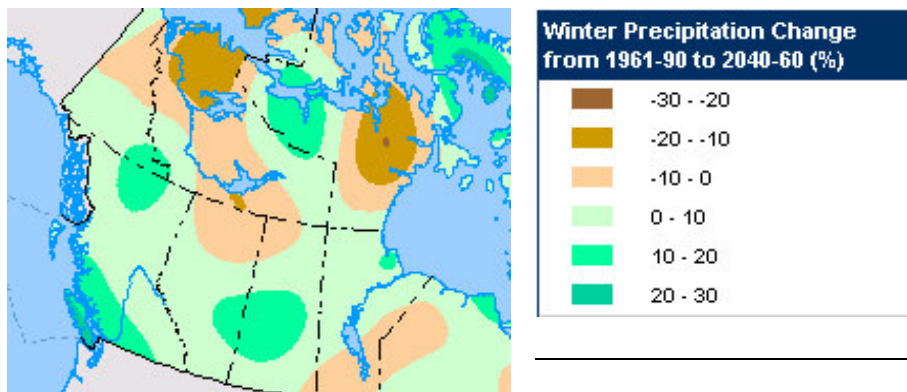 Winter Precipitation Change
from 1961-90 to 2040-60 (%)
-30 - -20
-20 - -10
-10 - 0
0 - 10
10 - 20
20 - 30